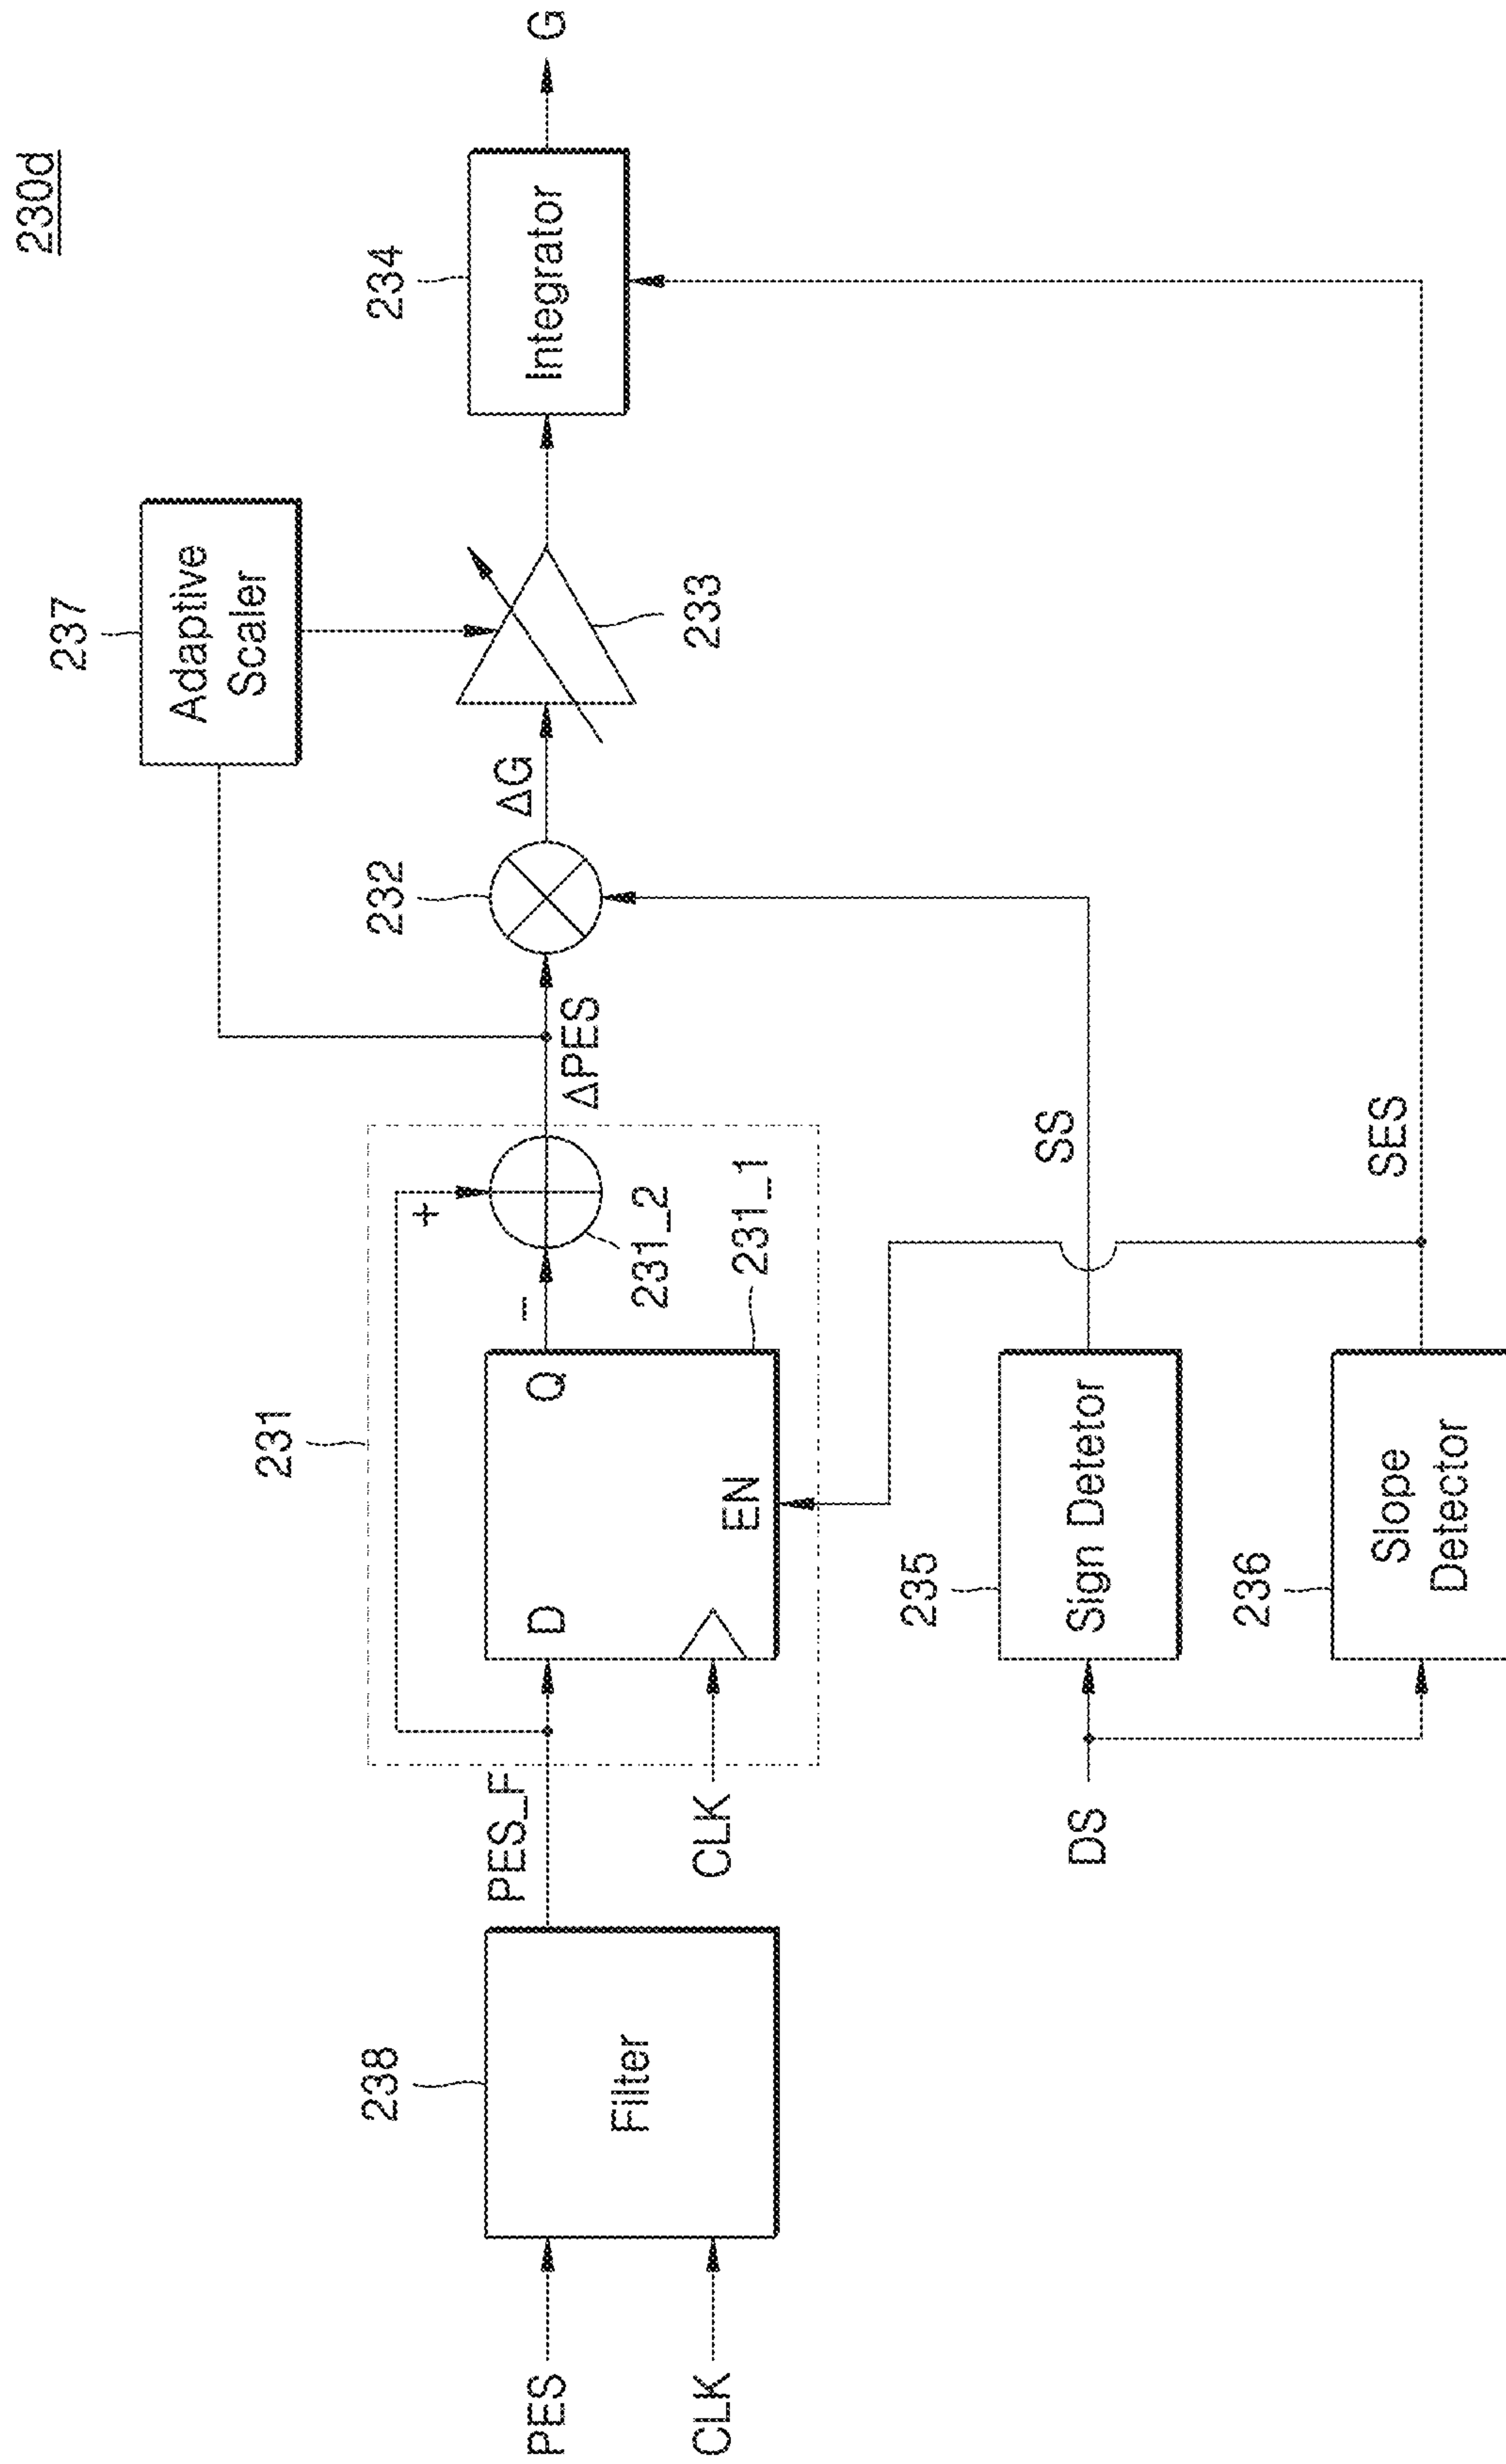 230d
237
Adaptive
Scaler
234
Integrator
G
232
ΔG
233
231
ΔPES
+
−
231_2
231_1
D
Q
EN
238
Filter
PES
CLK
PES_F
CLK
235
Sign Detetor
SS
DS
236
Slope
Detector
SES